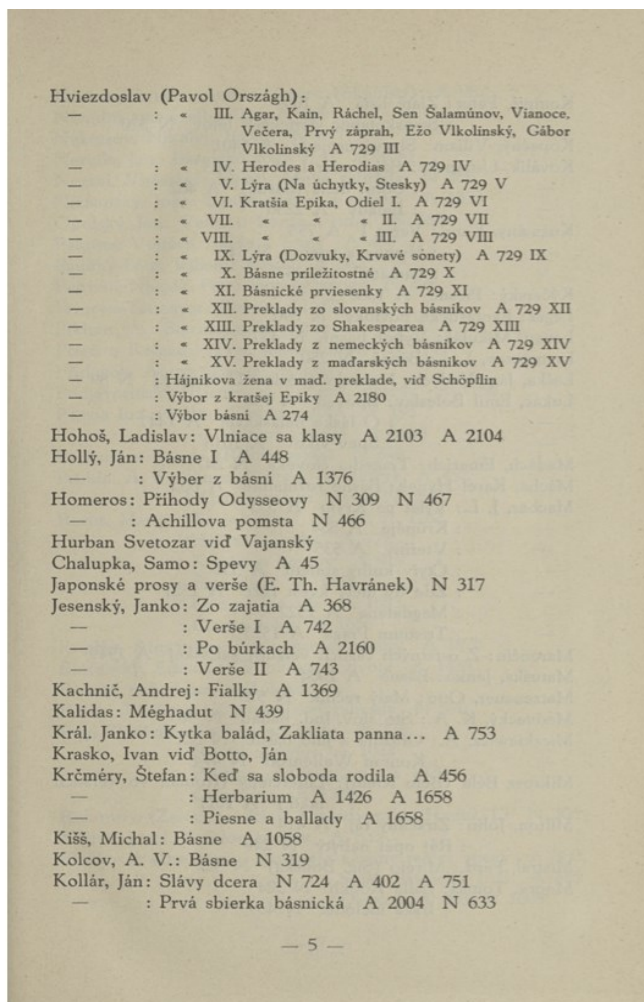 Hviezdoslav (Pavol Országh):
— : « III. Agar, Kain, Ráchel, Sen Šalamúnov, Vianoce,
Večera, Prvý záprah, Ežo Vlkolinský, Gábor
Vlkolinský A 729 III
— : « IV. Herodes a Herodias A 729 IV
— : « V. Lýra (Na úchytky, Stesky) A 729 V
— : « VI. Kratšia Epika, Odiel I. A 729 VI
— : « VII. « « « II. A 729 VII
— : « VIII. « « « III. A 729 VIII
— : « IX. Lýra (Dozvuky, Krvavé sonety) A 729 IX
— : « X. Básne príležitostné A 729 X
— : « XI. Básnické prviesenky A 729 XI
— : « XII. Preklady zo slovanských básnikov A 729 XII
— : « XIII. Preklady zo Shakespearea A 729 XIII
— : « XIV. Preklady z nemeckých básnikov A 729 XIV
— : « XV. Preklady z maďarských básnikov A 729 XV
— : Hájnikova žena v maď. preklade, viď Schöpflin
— : Výbor z kratšej Epiky A 2180
— : Výbor básní A 274
Hohoš, Ladislav: Vlniace sa klasy A 2103 A 2104
Hollý, Ján: Básne I A 448
— : Výber z básní A 1376
Homeros: Příhody Odysseovy N 309 N 467
— : Achillova pomsta N 466
Hurban Svetozar viď Vajanský
Chalupka, Samo: Spevy A 45
Japonské prosy a verše (E. Th. Havránek) N 317
Jesenský, Janko: Zo zajatia A 368
— : Verše I A 742
— : Po búrkach A 2160
— : Verše II A 743
Kachnič, Andrej: Fialky A 1369
Kalidas: Méghadut N 439
Král. Janko: Kytka balád, Zakliata panna... A 753
Krasko, Ivan viď Botto, Ján
Krčméry, Štefan: Keď sa sloboda rodila A 456
— : Herbarium A 1426 A 1658
— : Piesne a ballady A 1658
Kišš, Michal: Básne A 1058
Kolcov, A. V.: Básne N 319
Kollár, Ján: Slávy dcera N 724 A 402 A 751
— : Prvá sbierka básnická A 2004 N 633
— 5 —